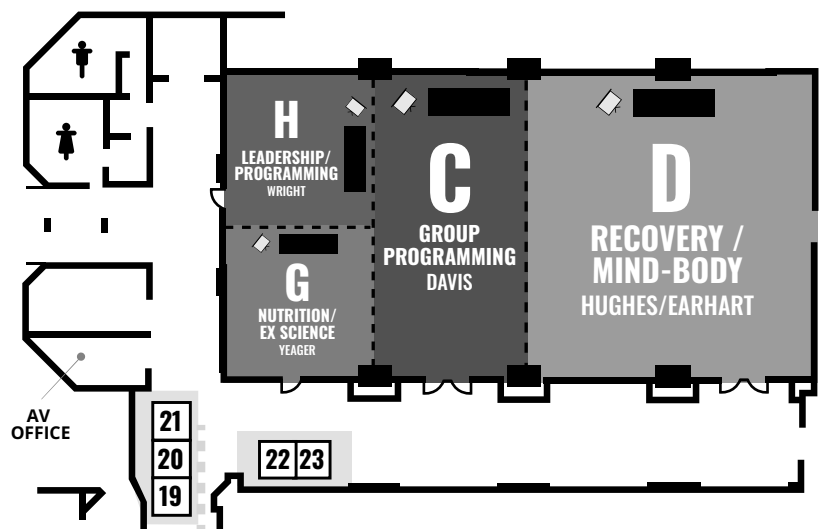 H
LEADERSHIP/
PROGRAMMING
WRIGHT
G
NUTRITION/
EX SCIENCE
YEAGER
C
GROUP
PROGRAMMING
DAVIS
D
RECOVERY /
MIND-BODY
HUGHES/EARHART
AV
OFFICE
21
20
19
22 23